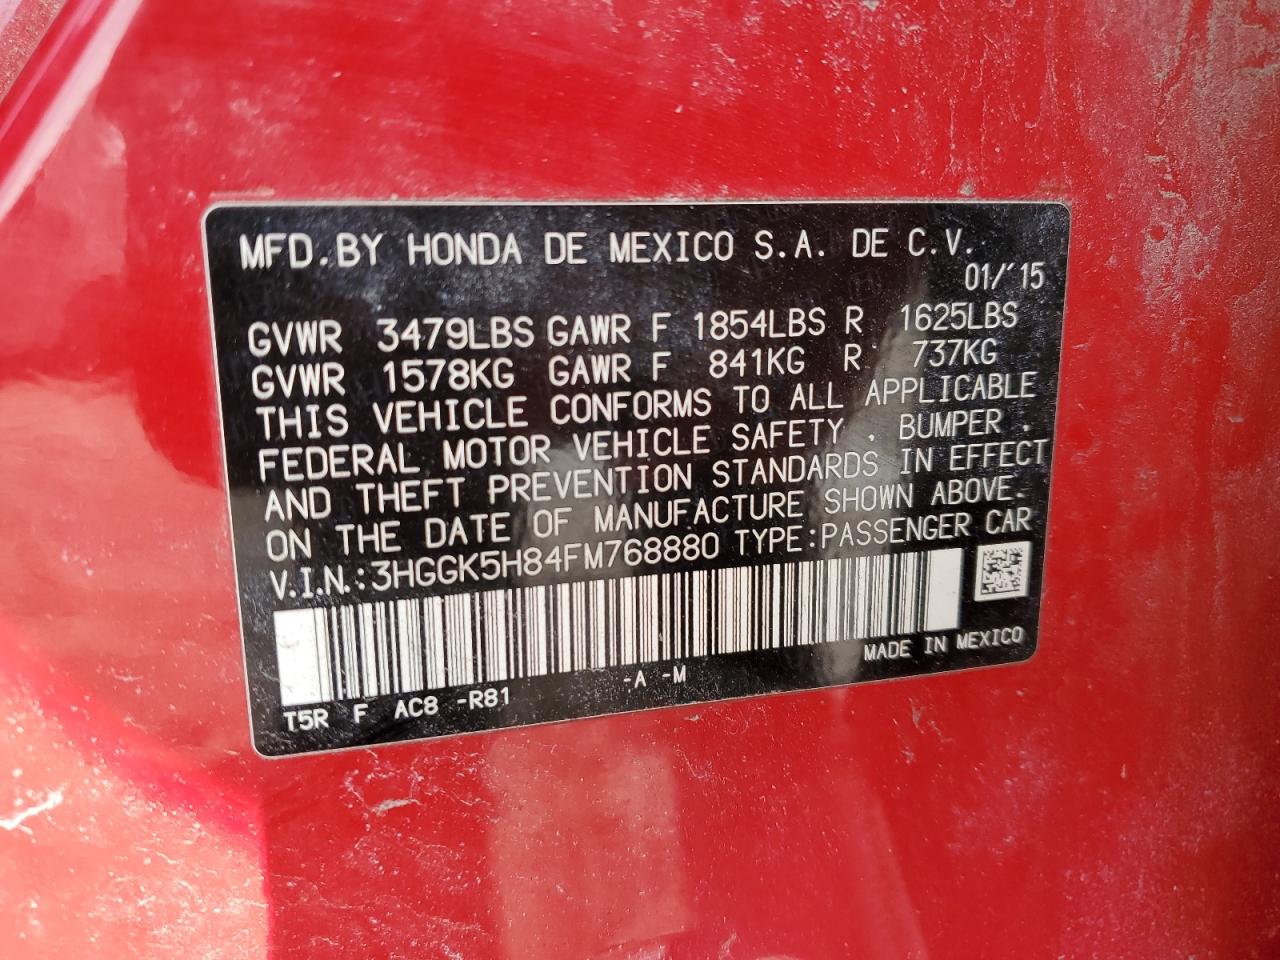 MFD.BY HONDA DE MEXICO S.A. DE C.V.
01/'15
GVWR 3479LBS GAWR F 1854LBS R 1625LBS
GVWR 1578KG GAWR F 841KG R 737KG
THIS VEHICLE CONFORMS TO ALL APPLICABLE
FEDERAL MOTOR VEHICLE SAFETY , BUMPER ,
AND THEFT PREVENTION STANDARDS IN EFFECT
ON THE DATE OF MANUFACTURE SHOWN ABOVE.
V.I.N.:3HGGK5H84FM768880 TYPE:PASSENGER CAR
MADE IN MEXICO
T5R F AC8 -R81 -A -M